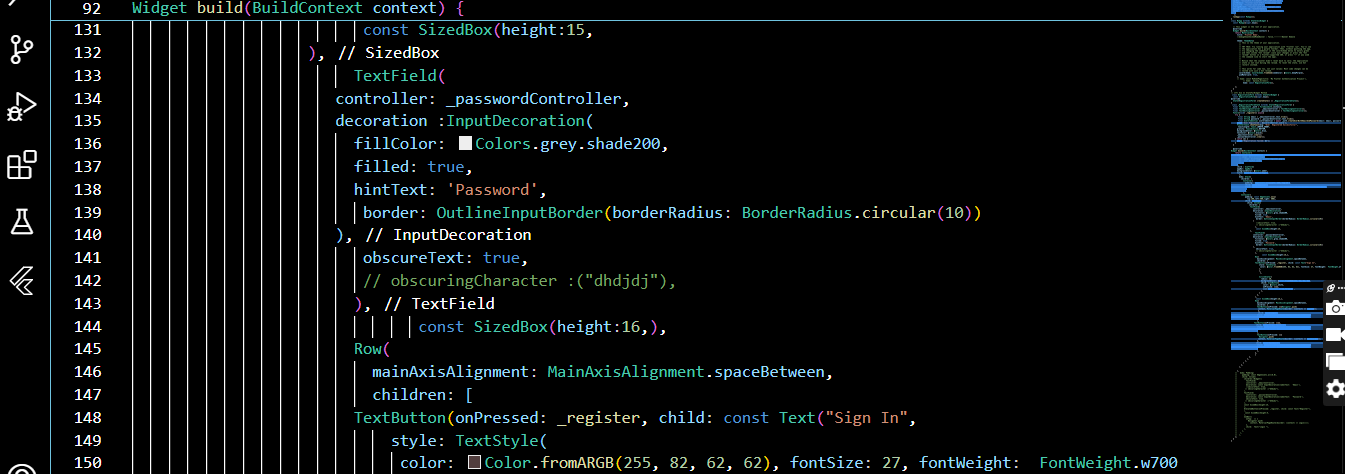 92 Widget build(BuildContext context) {
131 const SizedBox(height:15,
132 ), // SizedBox
133 TextField(
134 controller: _passwordController,
135 decoration :InputDecoration(
136 fillColor: Colors.grey.shade200,
137 filled: true,
138 hintText: 'Password',
139 border: OutlineInputBorder(borderRadius: BorderRadius.circular(10))
140 ), // InputDecoration
141 obscureText: true,
142 // obscuringCharacter :("dhdjdj"),
143 ), // TextField
144 const SizedBox(height:16,),
145 Row(
146 mainAxisAlignment: MainAxisAlignment.spaceBetween,
147 children: [
148 TextButton(onPressed: _register, child: const Text("Sign In",
149 style: TextStyle(
150 color: Color.fromARGB(255, 82, 62, 62), fontSize: 27, fontWeight: FontWeight.w700